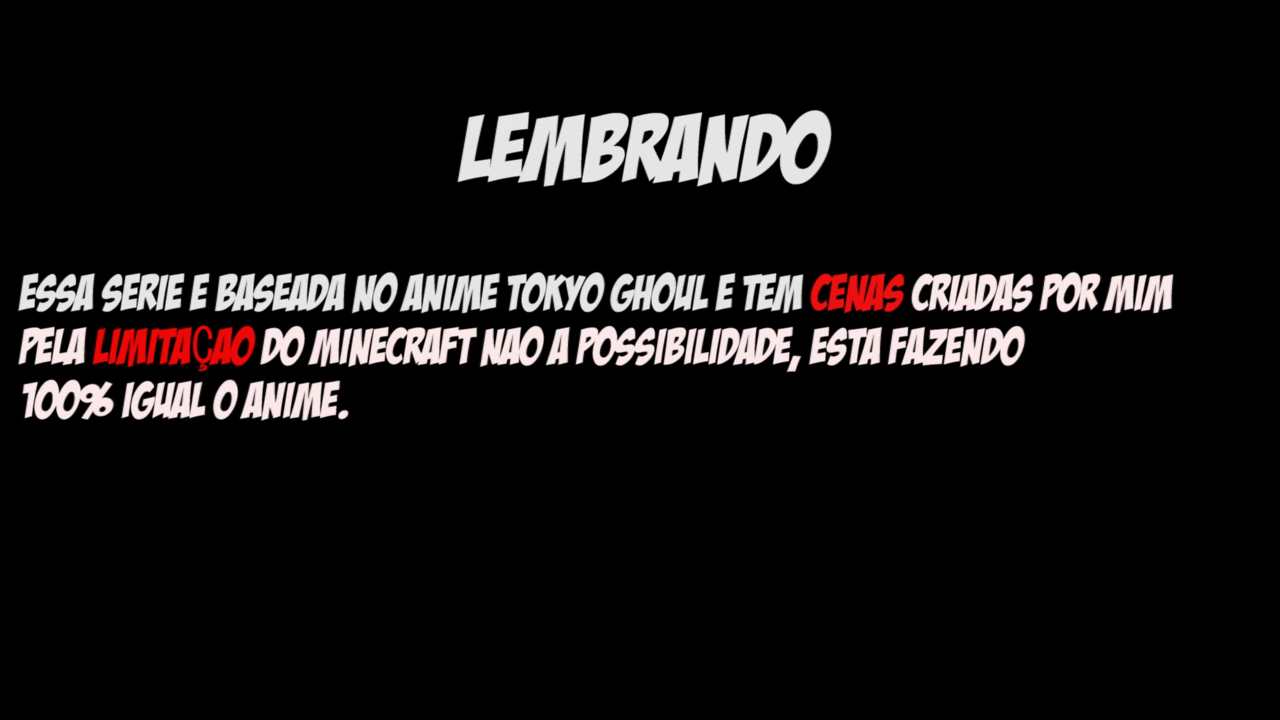 LEMBRANDO
ESSA SERIE E BASEADA NO ANIME TOKYO GHOUL E TEM CENAS CRIADAS POR MIM
PELA LIMITAÇAO DO MINECRAFT NAO A POSSIBILIDADE, ESTA FAZENDO
100% IGUAL O ANIME.